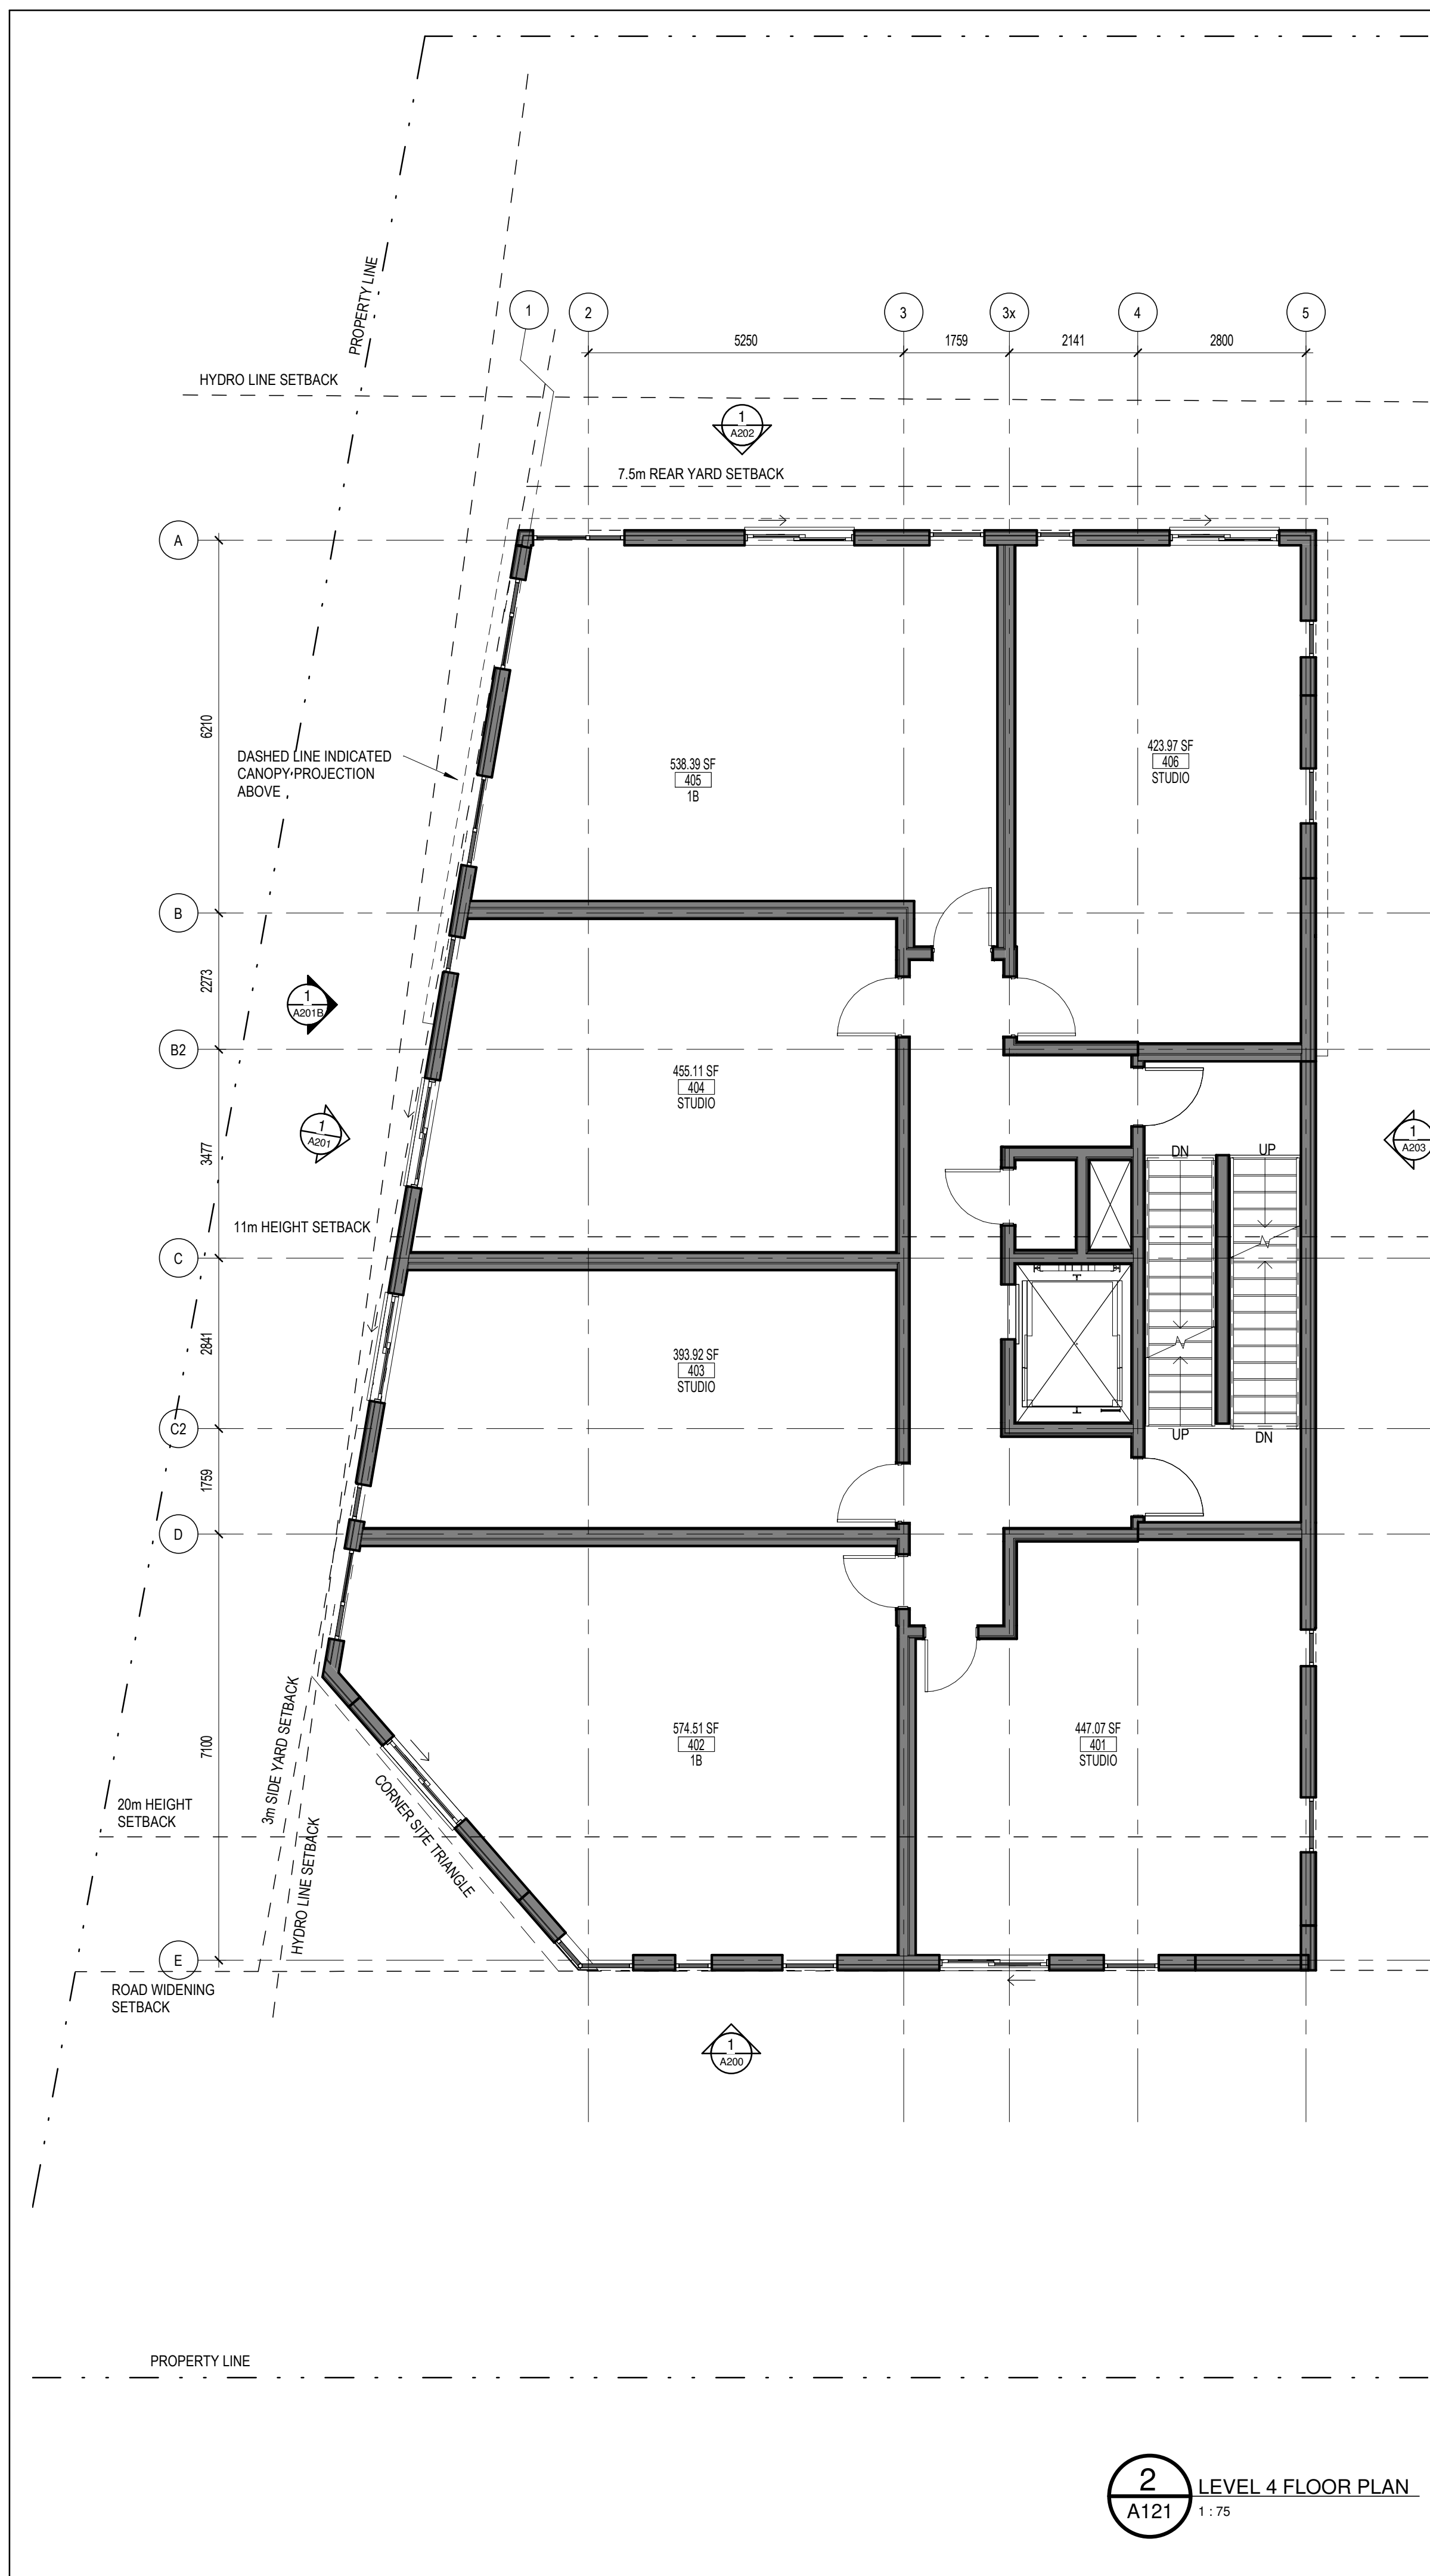 PROPERTY LINE
1
2
3
3x
4
5
5250
1759
2141
2800
HYDRO LINE SETBACK
1
A202
7.5m REAR YARD SETBACK
A
6210
DASHED LINE INDICATED
CANOPY PROJECTION
ABOVE
538.39 SF
405
1B
423.97 SF
406
STUDIO
B
2273
1
A201B
B2
455.11 SF
404
STUDIO
1
A201
3477
1
A203
DN
UP
11m HEIGHT SETBACK
C
2841
393.92 SF
403
STUDIO
C2
UP
DN
1759
D
7100
3m SIDE YARD SETBACK
574.51 SF
402
1B
447.07 SF
401
STUDIO
20m HEIGHT
SETBACK
CORNER SITE TRIANGLE
HYDRO LINE SETBACK
E
ROAD WIDENING
SETBACK
1
A200
PROPERTY LINE
2
A121
LEVEL 4 FLOOR PLAN
1 : 75